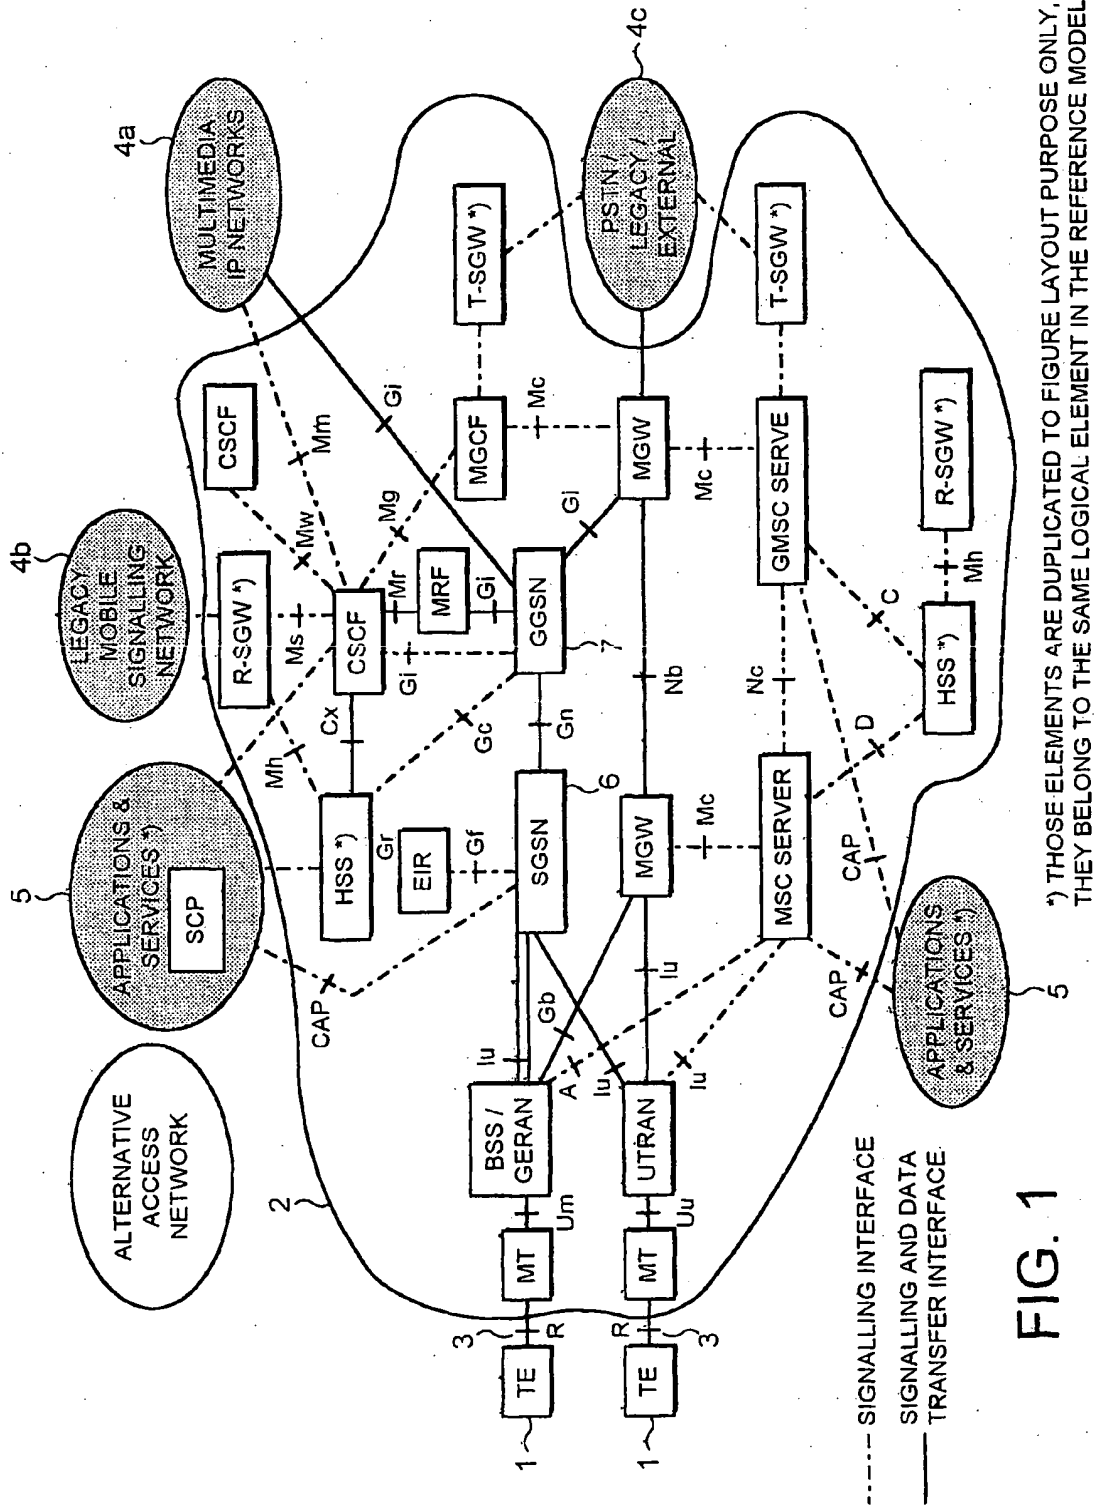 ALTERNATIVE
ACCESS
NETWORK
5
APPLICATIONS &
SERVICES *)
SCP
4b
LEGACY
MOBILE
SIGNALLING
NETWORK
4a
MULTIMEDIA
IP NETWORKS
2
CAP
Mh
R-SGW *)
Ms
CSCF
Mw
Mm
HSS *)
Cx
CSCF
Gr
EIR
Gf
Gi
Mr
MRF
Gi
Mg
Gi
MGCF
T-SGW *)
Gc
Mc
4c
PSTN /
LEGACY /
EXTERNAL
1
TE
3
R
MT
Um
BSS /
GERAN
Iu
SGSN
6
Gn
GGSN
7
Gi
A
Gb
Iu
1
TE
R
3
MT
Uu
UTRAN
Iu
Iu
MGW
Nb
MGW
Mc
Mc
MSC SERVER
Nc
GMSC SERVE
T-SGW *)
CAP
CAP
D
C
HSS *)
Mh
R-SGW *)
APPLICATIONS
& SERVICES *)
5
SIGNALLING INTERFACE
SIGNALLING AND DATA
TRANSFER INTERFACE
*) THOSE ELEMENTS ARE DUPLICATED TO FIGURE LAYOUT PURPOSE ONLY,
THEY BELONG TO THE SAME LOGICAL ELEMENT IN THE REFERENCE MODEL
FIG. 1